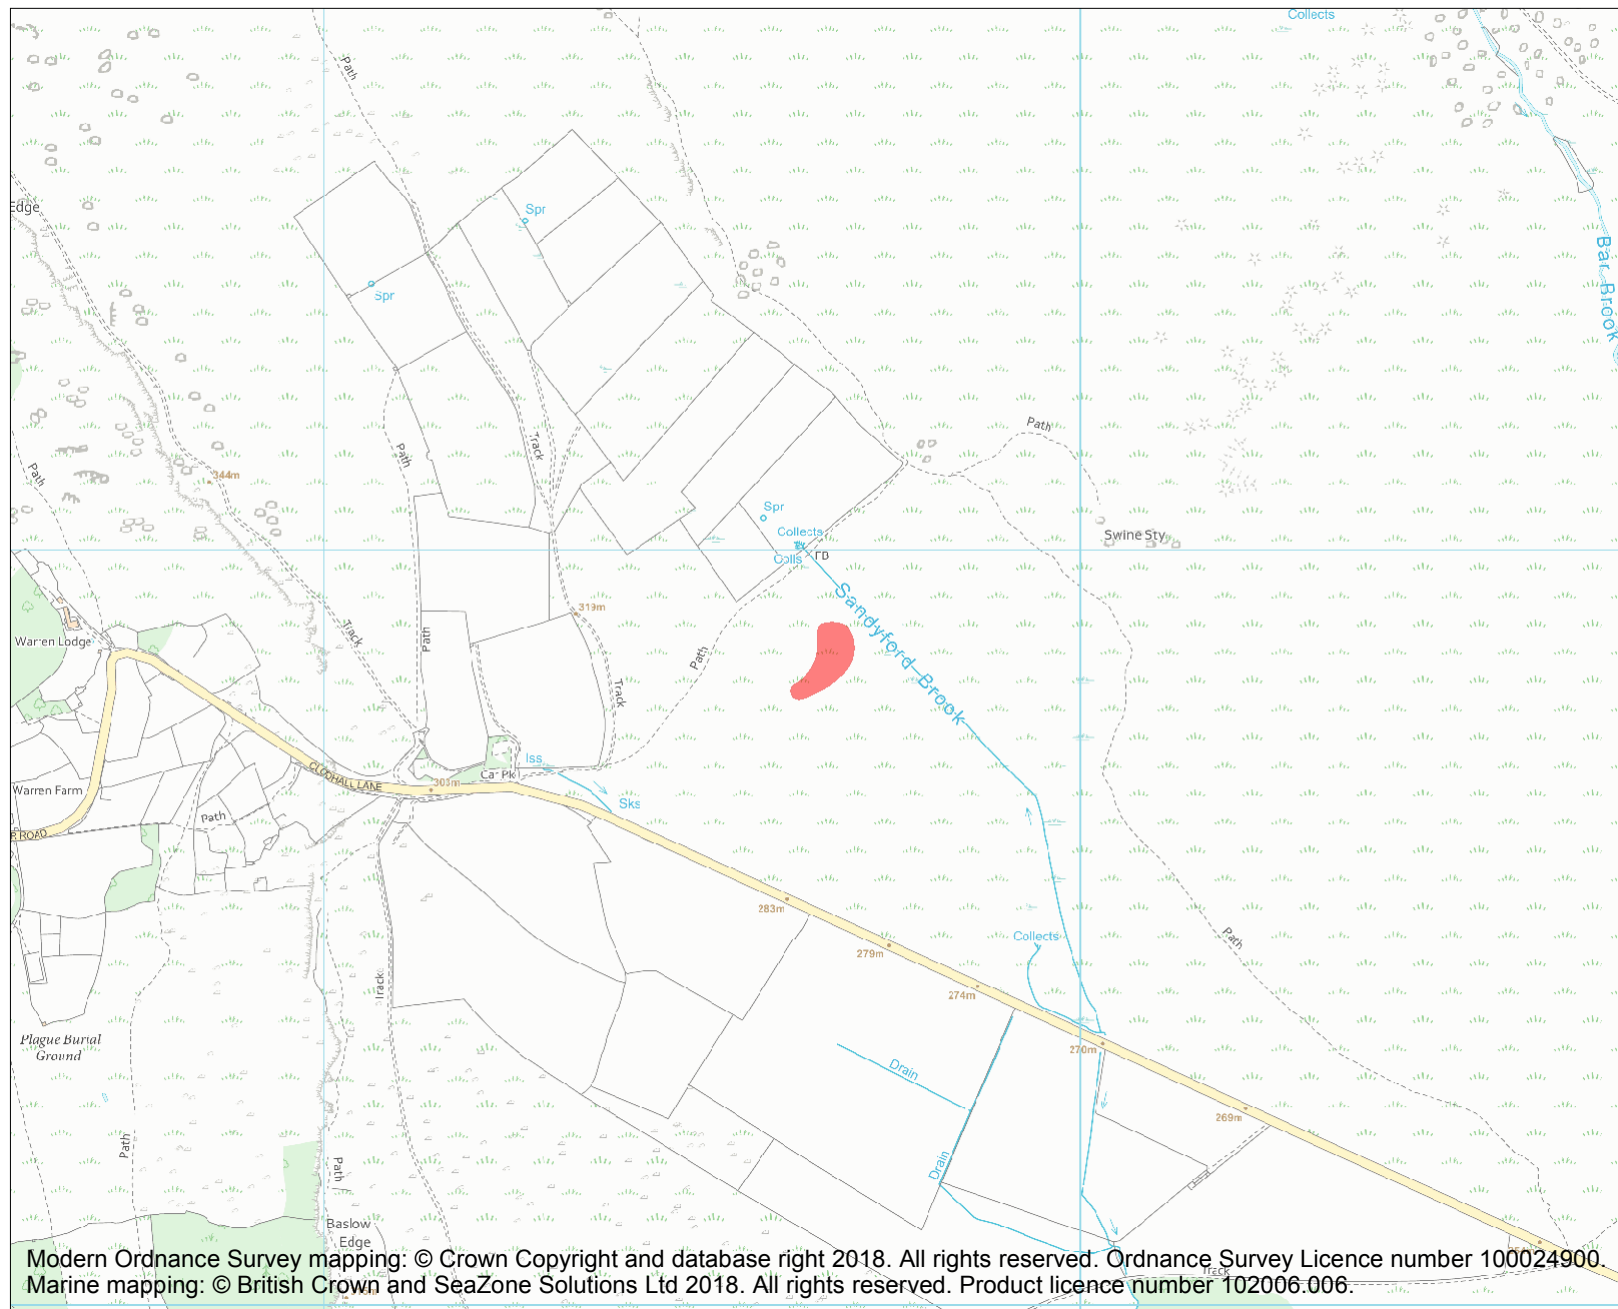 Collects
Path
Edge
Spr
Spr
Bar Brook
Path
Path
Track
Path
344m
Spr
Collects
Swine Sty
Colls
FB
Sandyford Brook
319m
Warren Lodge
Track
Path
Path
Track
Iss
CLODHALL LANE
Car Pk
303m
Warren Farm
Sks
Path
R ROAD
283m
Collects
Path
279m
Track
274m
Plague Burial
Ground
270m
Drain
269m
Path
Path
Drain
Baslow
Edge
Track
Modern Ordnance Survey mapping: © Crown Copyright and database right 2018. All rights reserved. Ordnance Survey Licence number 100024900.
Marine mapping: © British Crown and SeaZone Solutions Ltd 2018. All rights reserved. Product licence number 102006.006.